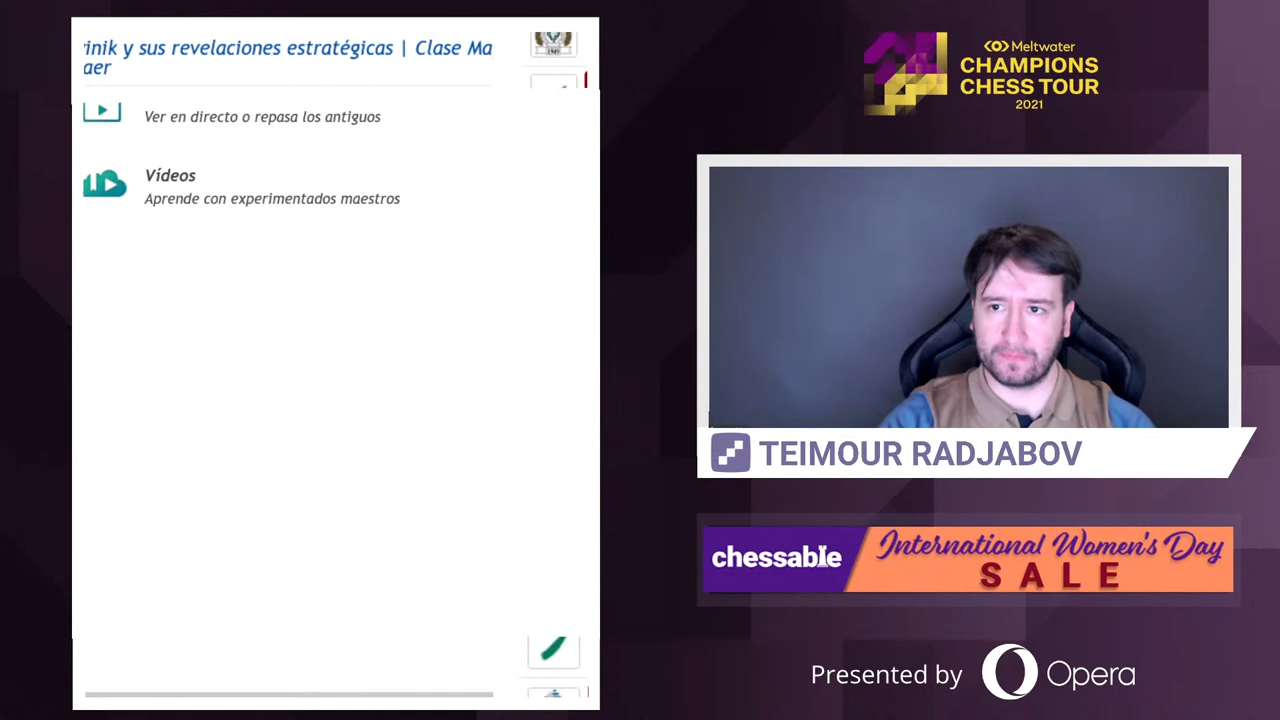 inik y sus revelaciones estratégicas | Clase Ma
aer
Ver en directo o repasa los antiguos
Vídeos
Aprende con experimentados maestros
Meltwater
CHAMPIONS
CHESS TOUR
2021
TEIMOUR RADJABOV
chessable
International Women's Day
SALE
Presented by Opera